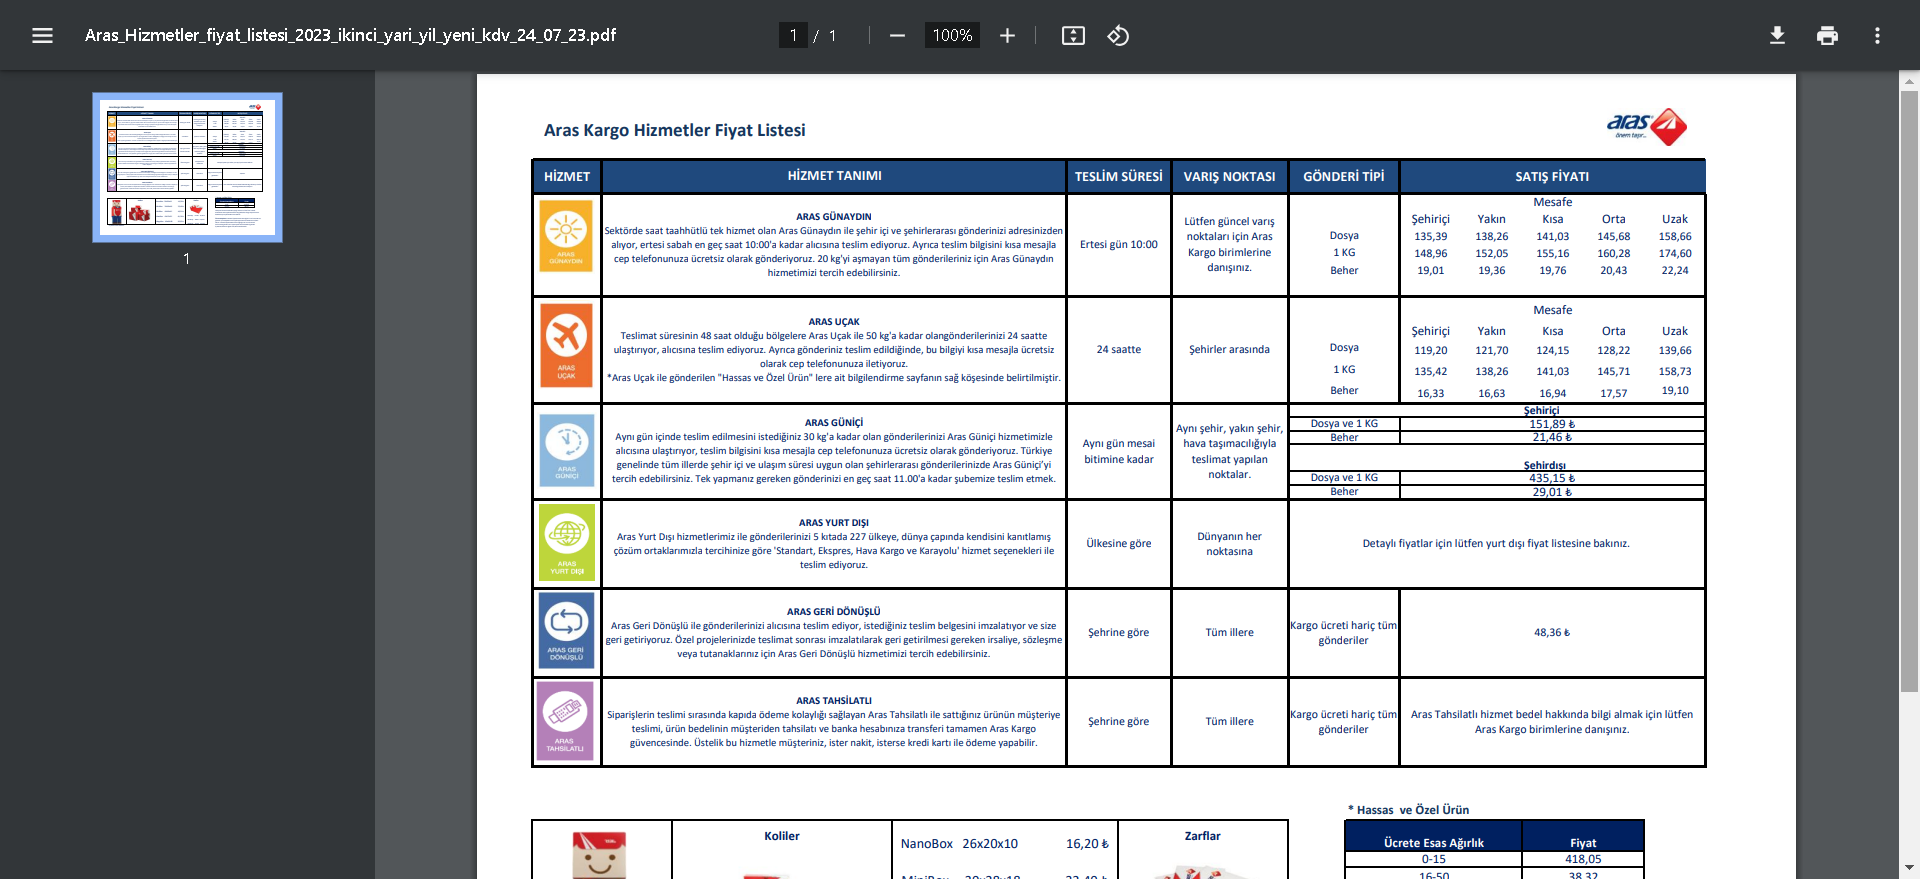 Aras_Hizmetler_fiyat_listesi_2023_ikinci_yari_yil_yeni_kdv_24_07_23.pdf
1 / 1
100%
1
Aras Kargo Hizmetler Fiyat Listesi
aras
önem taşır..
HİZMET HİZMET TANIMI TESLİM SÜRESİ VARIŞ NOKTASI GÖNDERİ TİPİ SATIŞ FİYATI
ARAS GÜNAYDIN
ARAS GÜNAYDIN
Sektörde saat taahhütlü tek hizmet olan Aras Günaydın ile şehir içi ve şehirlerarası gönderinizi adresinizden
alıyor, ertesi sabah en geç saat 10:00'a kadar alıcısına teslim ediyoruz. Ayrıca teslim bilgisini kısa mesajla
cep telefonunuza ücretsiz olarak gönderiyoruz. 20 kg'yi aşmayan tüm gönderileriniz için Aras Günaydın
hizmetimizi tercih edebilirsiniz.
Ertesi gün 10:00
Lütfen güncel varış
noktaları için Aras
Kargo birimlerine
danışınız.
Mesafe
Şehiriçi Yakın Kısa Orta Uzak
Dosya 135,39 138,26 141,03 145,68 158,66
1 KG 148,96 152,05 155,16 160,28 174,60
Beher 19,01 19,36 19,76 20,43 22,24
ARAS UÇAK
ARAS UÇAK
Teslimat süresinin 48 saat olduğu bölgelere Aras Uçak ile 50 kg'a kadar olangönderilerinizi 24 saatte
ulaştırıyor, alıcısına teslim ediyoruz. Ayrıca gönderiniz teslim edildiğinde, bu bilgiyi kısa mesajla ücretsiz
olarak cep telefonunuza iletiyoruz.
*Aras Uçak ile gönderilen "Hassas ve Özel Ürün" lere ait bilgilendirme sayfanın sağ köşesinde belirtilmiştir.
24 saatte
Şehirler arasında
Mesafe
Şehiriçi Yakın Kısa Orta Uzak
Dosya 119,20 121,70 124,15 128,22 139,66
1 KG 135,42 138,26 141,03 145,71 158,73
Beher 16,33 16,63 16,94 17,57 19,10
ARAS GÜNİÇİ
ARAS GÜNİÇİ
Aynı gün içinde teslim edilmesini istediğiniz 30 kg'a kadar olan gönderilerinizi Aras Güniçi hizmetimizle
alıcısına ulaştırıyor, teslim bilgisini kısa mesajla cep telefonunuza ücretsiz olarak gönderiyoruz. Türkiye
genelinde tüm illerde şehir içi ve ulaşım süresi uygun olan şehirlerarası gönderilerinizde Aras Güniçi'yi
tercih edebilirsiniz. Tek yapmanız gereken gönderinizi en geç saat 11.00'a kadar şubemize teslim etmek.
Aynı gün mesai
bitimine kadar
Aynı şehir, yakın şehir,
hava taşımacılığıyla
teslimat yapılan
noktalar.
Şehiriçi
Dosya ve 1 KG 151,89 ₺
Beher 21,46 ₺
Şehirdışı
Dosya ve 1 KG 435,15 ₺
Beher 29,01 ₺
ARAS YURT DIŞI
ARAS YURT DIŞI
Aras Yurt Dışı hizmetlerimiz ile gönderilerinizi 5 kıtada 227 ülkeye, dünya çapında kendisini kanıtlamış
çözüm ortaklarımızla tercihinize göre 'Standart, Ekspres, Hava Kargo ve Karayolu' hizmet seçenekleri ile
teslim ediyoruz.
Ülkesine göre
Dünyanın her
noktasına
Detaylı fiyatlar için lütfen yurt dışı fiyat listesine bakınız.
ARAS GERİ DÖNÜŞLÜ
ARAS GERİ DÖNÜŞLÜ
Aras Geri Dönüşlü ile gönderilerinizi alıcısına teslim ediyor, istediğiniz teslim belgesini imzalatıyor ve size
geri getiriyoruz. Özel projelerinizde teslimat sonrası imzalatılarak geri getirilmesi gereken irsaliye, sözleşme
veya tutanaklarınız için Aras Geri Dönüşlü hizmetimizi tercih edebilirsiniz.
Şehrine göre
Tüm illere
Kargo ücreti hariç tüm
gönderiler
48,36 ₺
ARAS TAHSİLATLI
ARAS TAHSİLATLI
Siparişlerin teslimi sırasında kapıda ödeme kolaylığı sağlayan Aras Tahsilatlı ile sattığınız ürünün müşteriye
teslimi, ürün bedelinin müşteriden tahsilatı ve banka hesabınıza transferi tamamen Aras Kargo
güvencesinde. Üstelik bu hizmetle müşteriniz, ister nakit, isterse kredi kartı ile ödeme yapabilir.
Şehrine göre
Tüm illere
Kargo ücreti hariç tüm
gönderiler
Aras Tahsilatlı hizmet bedel hakkında bilgi almak için lütfen
Aras Kargo birimlerine danışınız.
Koliler
NanoBox 26x20x10 16,20 ₺
Zarflar
* Hassas ve Özel Ürün
Ücrete Esas Ağırlık Fiyat
0-15 418,05
16-50 38,32